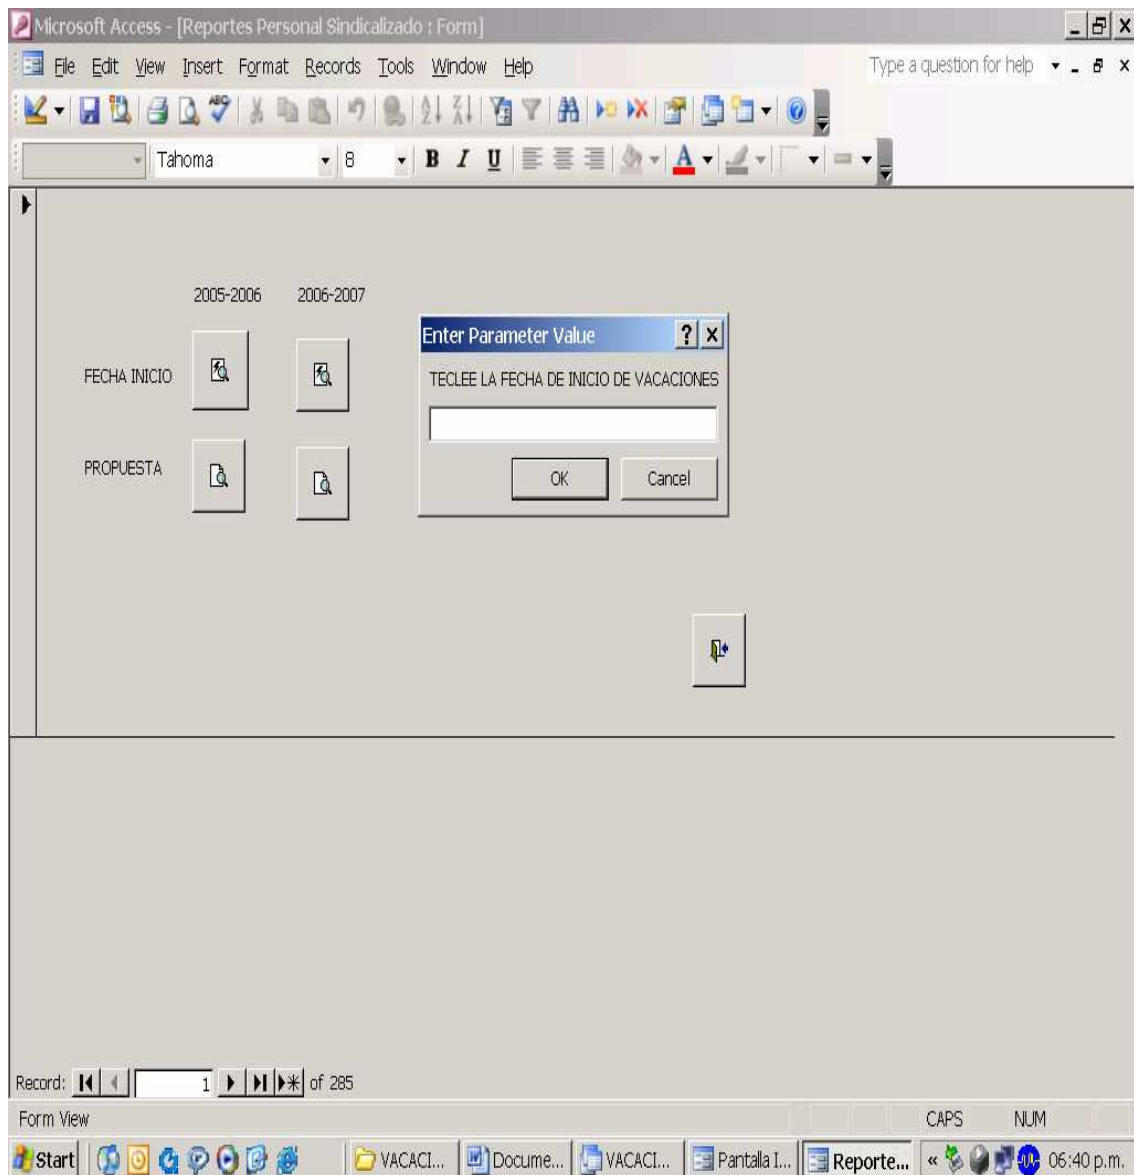 Microsoft Access - [Reportes Personal Sindicalizado : Form]
File Edit View Insert Format Records Tools Window Help Type a question for help
Tahoma 8 B I U A
2005-2006 2006-2007
Enter Parameter Value
FECHA INICIO
TECLEE LA FECHA DE INICIO DE VACACIONES
PROPUESTA
OK Cancel
Record: 1 of 285
Form View CAPS NUM
Start VACACI... Docume... VACACI... Pantalla I... Reporte... « 06:40 p.m.